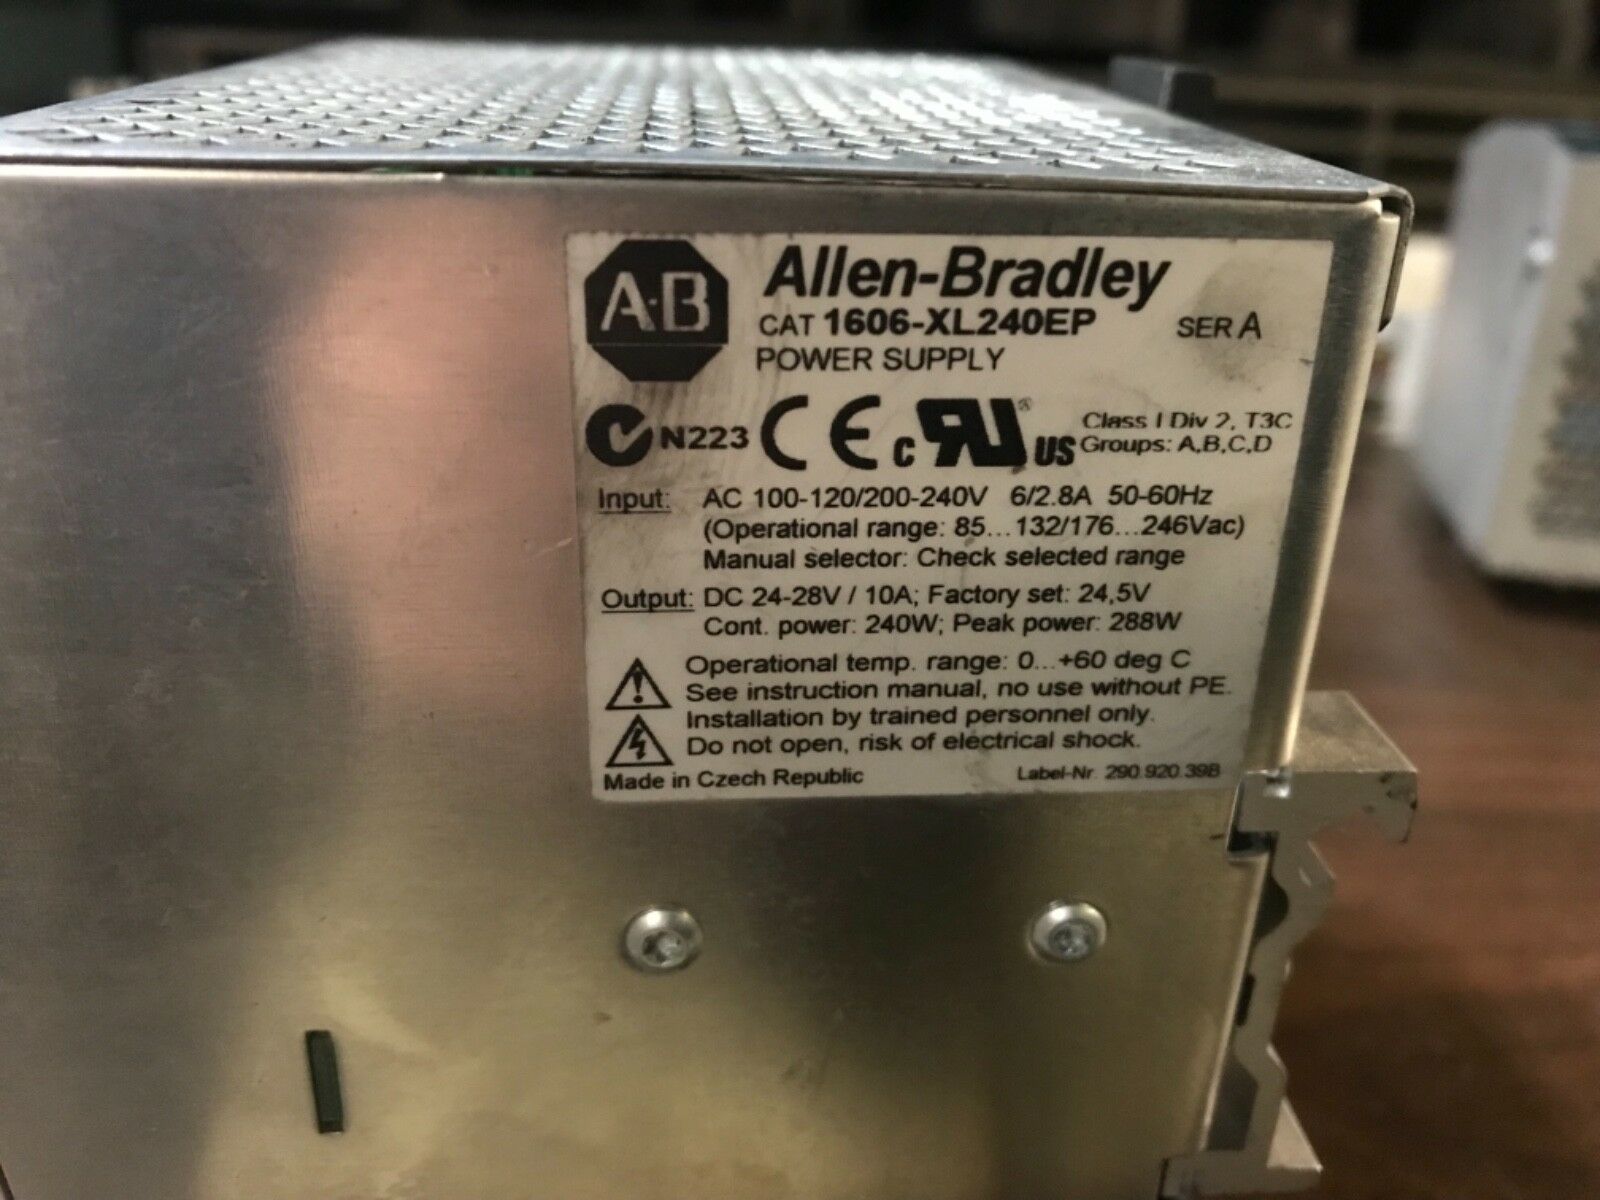 A·B
Allen-Bradley
CAT 1606-XL240EP SER A
POWER SUPPLY
N223 CE c RU ® US Class I Div 2, T3C
Groups: A,B,C,D
Input: AC 100-120/200-240V 6/2.8A 50-60Hz
(Operational range: 85...132/176...246Vac)
Manual selector: Check selected range
Output: DC 24-28V / 10A; Factory set: 24,5V
Cont. power: 240W; Peak power: 288W
Operational temp. range: 0...+60 deg C
See instruction manual, no use without PE.
Installation by trained personnel only.
Do not open, risk of electrical shock.
Made in Czech Republic Label-Nr. 290.920.39B